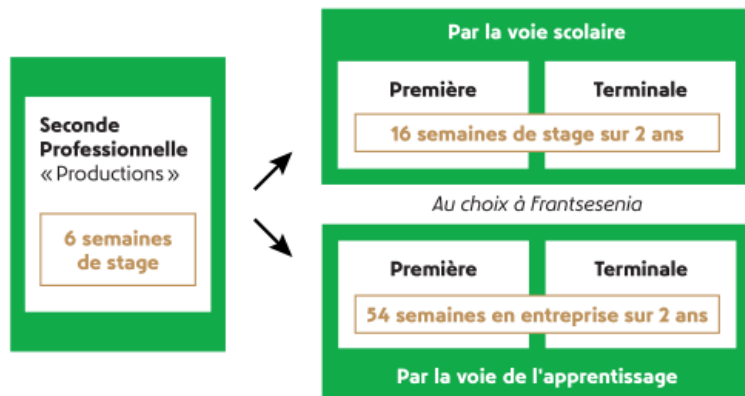 Seconde
Professionnelle
« Productions »
6 semaines
de stage
Par la voie scolaire
Première
Terminale
16 semaines de stage sur 2 ans
Au choix à Frantsesenia
Première
Terminale
54 semaines en entreprise sur 2 ans
Par la voie de l'apprentissage